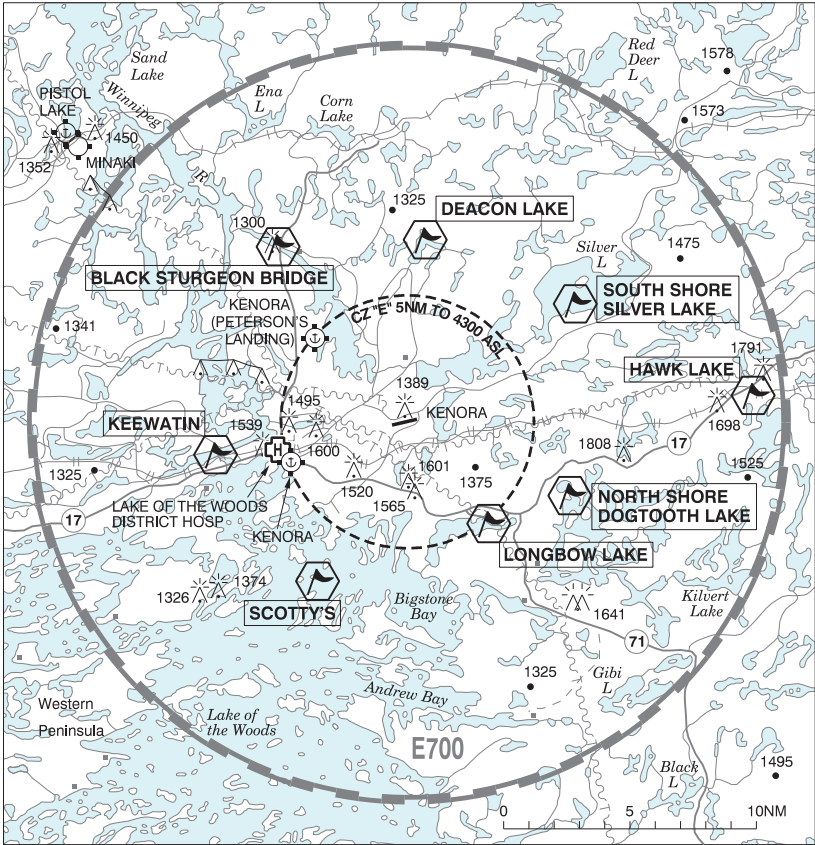 Sand
Lake
Red
Deer
L
1578
PISTOL
LAKE
Winnipeg
Ena
L
Corn
Lake
1573
1450
1352
MINAKI
R
1325
DEACON LAKE
1300
Silver
L
1475
BLACK STURGEON BRIDGE
SOUTH SHORE
SILVER LAKE
KENORA
(PETERSON'S
LANDING)
CZ "E" 5NM TO 4300 ASL
1341
1791
HAWK LAKE
1389
KENORA
1495
1698
KEEWATIN
1539
1600
1808
17
H
1601
1375
1325
1520
1565
1525
NORTH SHORE
DOGTOOTH LAKE
LAKE OF THE WOODS
DISTRICT HOSP
17
KENORA
LONGBOW LAKE
1374
1326
SCOTTY'S
Bigstone
Bay
1641
Kilvert
Lake
71
1325
Gibi
L
Andrew Bay
Western
Peninsula
Lake of
the Woods
E700
Black
L
1495
0 5 10NM